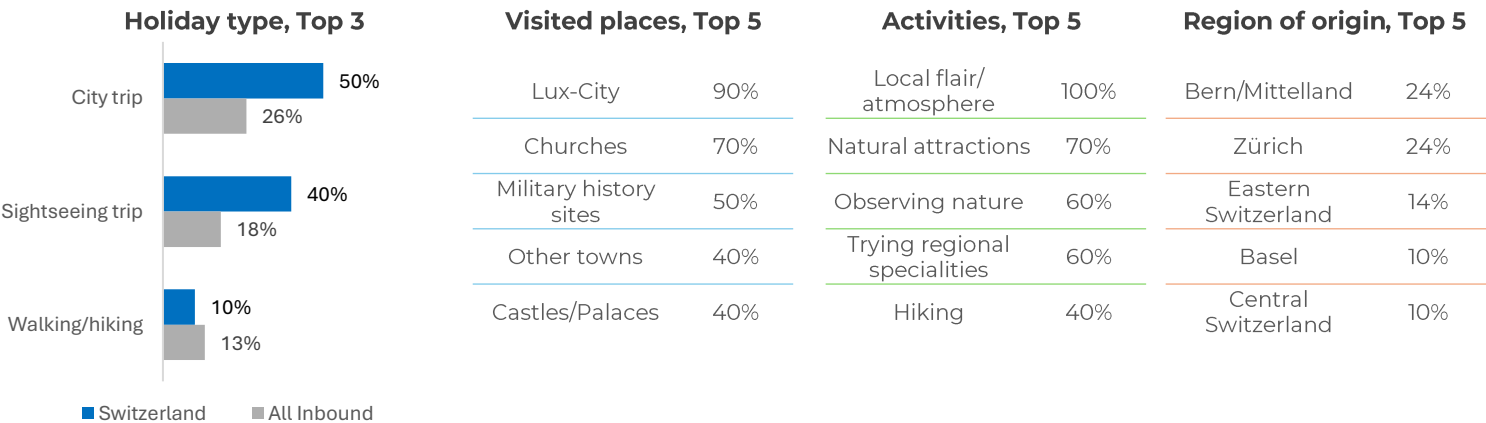 Holiday type, Top 3
City trip
50%
26%
Sightseeing trip
40%
18%
Walking/hiking
10%
13%
Switzerland
All Inbound
Visited places, Top 5
Lux-City 90%
Churches 70%
Military history
sites
50%
Other towns 40%
Castles/Palaces 40%
Activities, Top 5
Local flair/
atmosphere
100%
Natural attractions 70%
Observing nature 60%
Trying regional
specialities
60%
Hiking 40%
Region of origin, Top 5
Bern/Mittelland 24%
Zürich 24%
Eastern
Switzerland
14%
Basel 10%
Central
Switzerland
10%